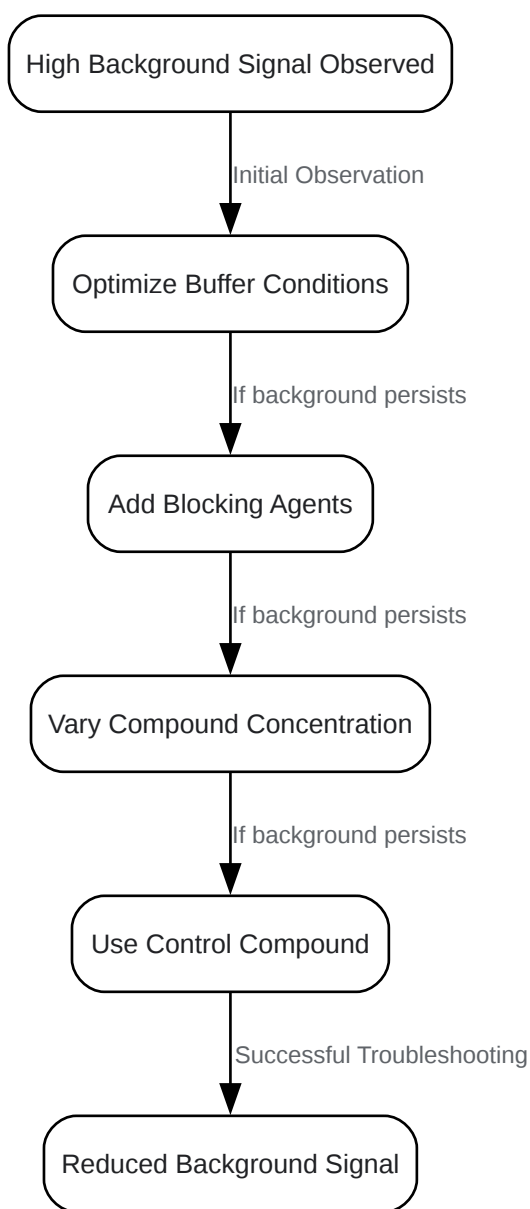 High Background Signal Observed
Initial Observation
Optimize Buffer Conditions
If background persists
Add Blocking Agents
If background persists
Vary Compound Concentration
If background persists
Use Control Compound
Successful Troubleshooting
Reduced Background Signal